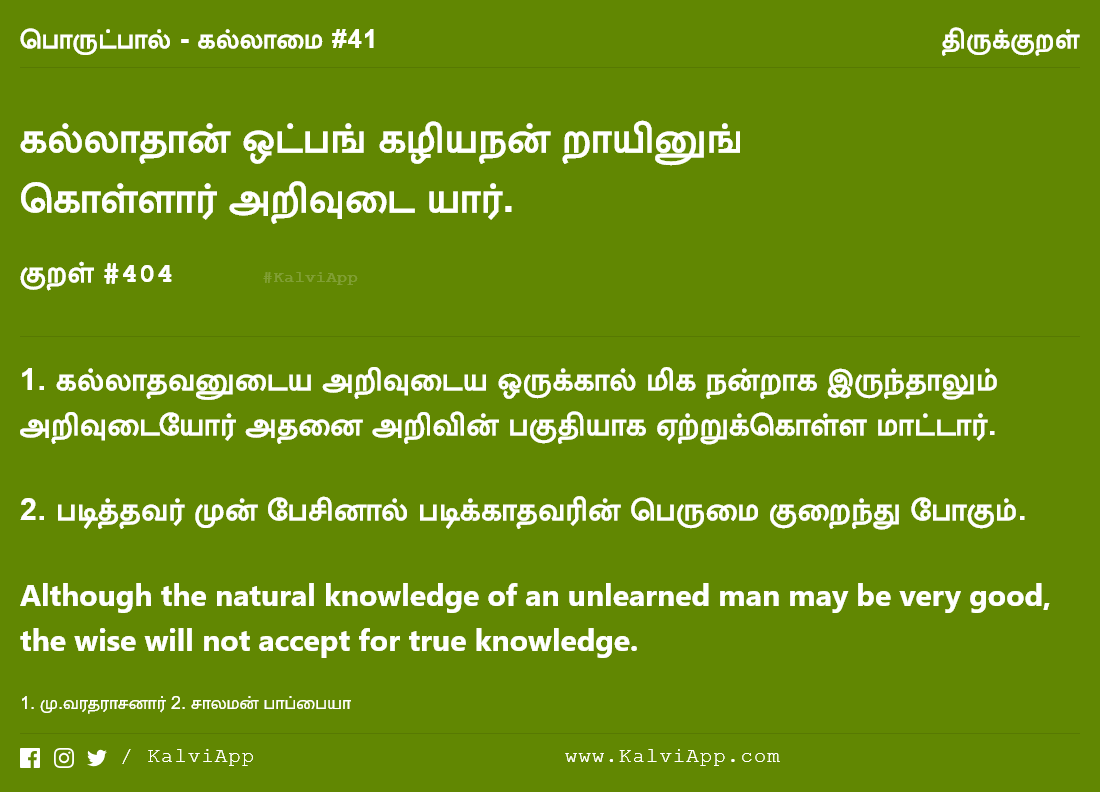 பொருட்பால் - கல்லாமை #41
திருக்குறள்
கல்லாதான் ஒட்பங் கழியநன் றாயினுங்
கொள்ளார் அறிவுடை யார்.
குறள் #404 #KalviApp
1. கல்லாதவனுடைய அறிவுடைய ஒருக்கால் மிக நன்றாக இருந்தாலும்
அறிவுடையோர் அதனை அறிவின் பகுதியாக ஏற்றுக்கொள்ள மாட்டார்.
2. படித்தவர் முன் பேசினால் படிக்காதவரின் பெருமை குறைந்து போகும்.
Although the natural knowledge of an unlearned man may be very good,
the wise will not accept for true knowledge.
1. மு.வரதராசனார் 2. சாலமன் பாப்பையா
/ KalviApp
www.KalviApp.com